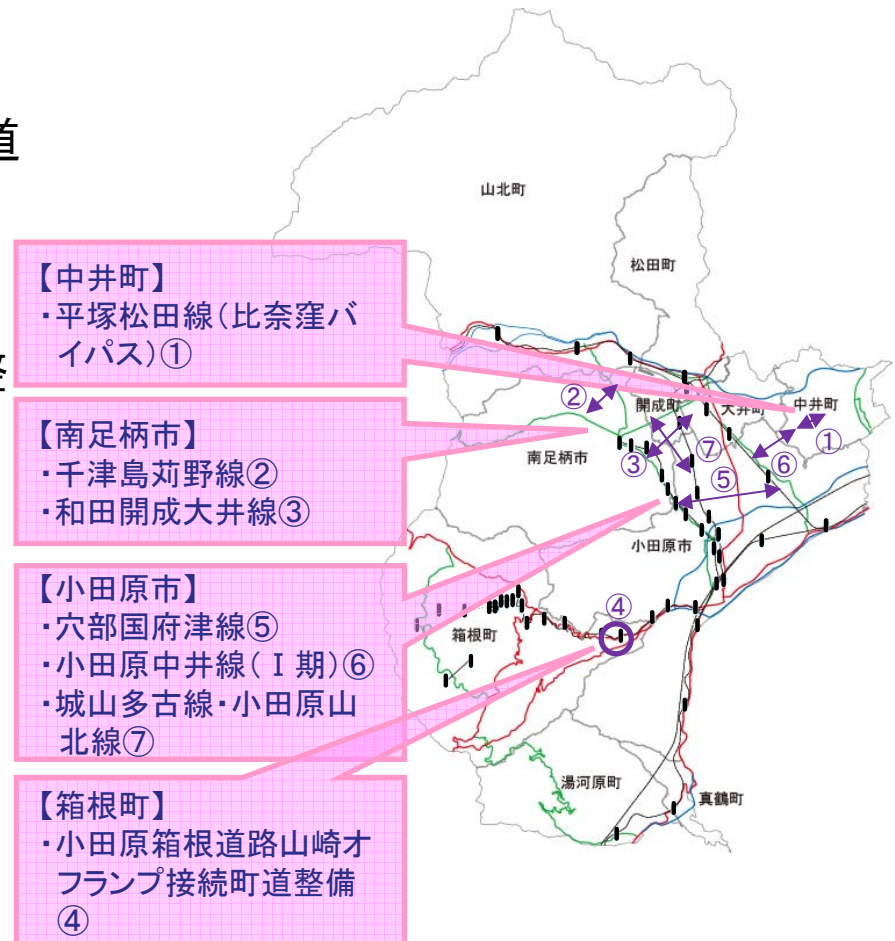 道
整
【中井町】
・平塚松田線（比奈窪バ
イパス）①
【南足柄市】
・千津島苅野線②
・和田開成大井線③
【小田原市】
・穴部国府津線⑤
・小田原中井線（Ⅰ期）⑥
・城山多古線・小田原山
北線⑦
【箱根町】
・小田原箱根道路山崎オ
フランプ接続町道整備
④
山北町
松田町
②
開成町
大井町
中井町
①
南足柄市
③
⑦
⑥
⑤
小田原市
④
箱根町
湯河原町
真鶴町